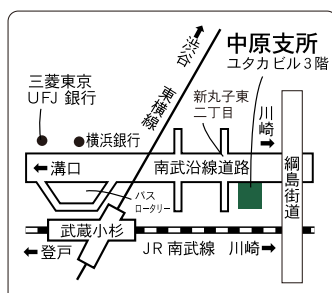 渋谷
東横線
中原支所
ユタカビル3階
三菱東京
UFJ 銀行
横浜銀行
新丸子東
二丁目
川崎
溝口
南武沿線道路
綱島街道
バス
ロータリー
武蔵小杉
登戸
JR 南武線
川崎